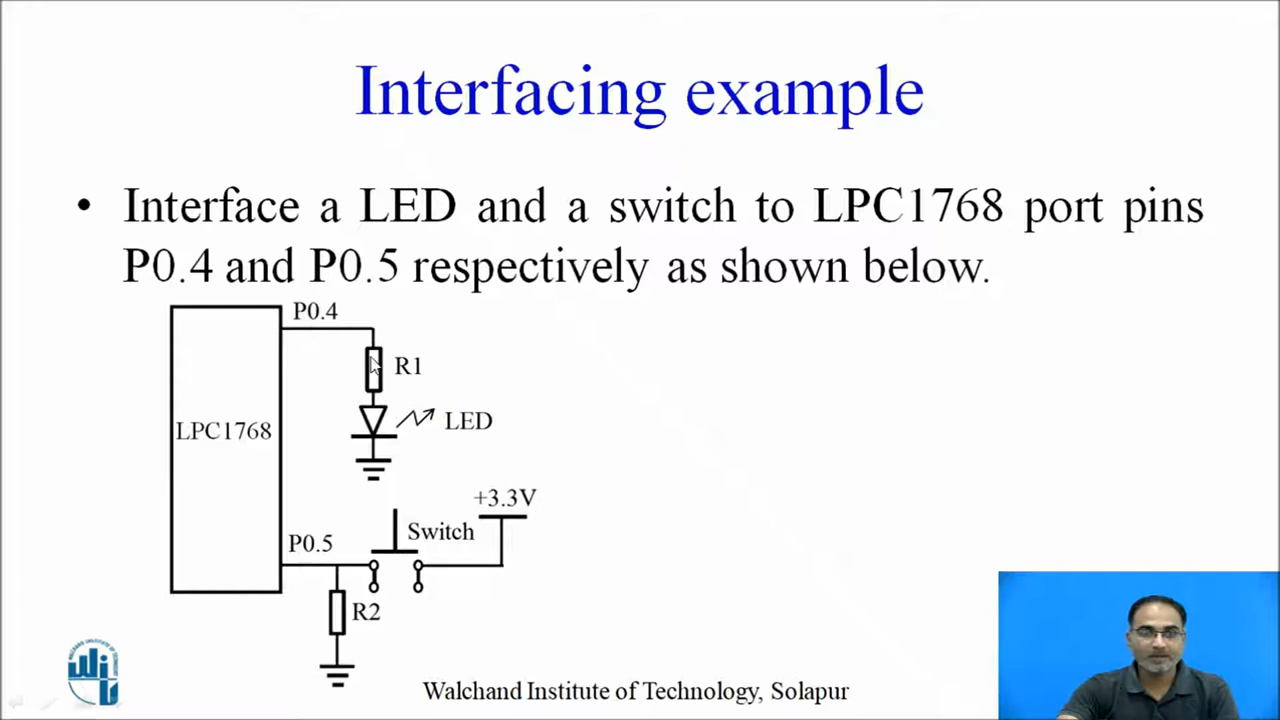 Interfacing example
• Interface a LED and a switch to LPC1768 port pins
P0.4 and P0.5 respectively as shown below.
P0.4
R1
LPC1768
LED
+3.3V
Switch
P0.5
R2
Walchand Institute of Technology, Solapur